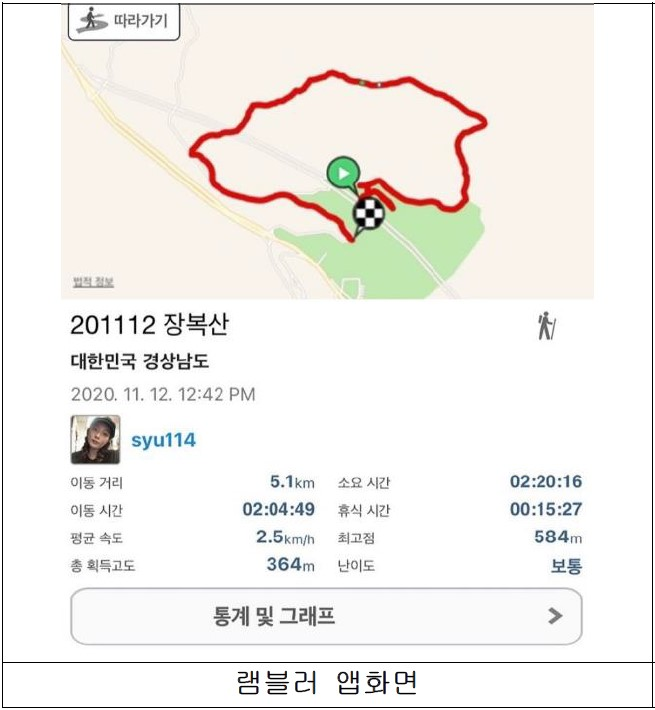 따라가기
법적 정보
201112 장복산
대한민국 경상남도
2020. 11. 12. 12:42 PM
syu114
이동 거리 5.1km 소요 시간 02:20:16
이동 시간 02:04:49 휴식 시간 00:15:27
평균 속도 2.5km/h 최고점 584m
총 획득고도 364m 난이도 보통
통계 및 그래프
램블러 앱화면